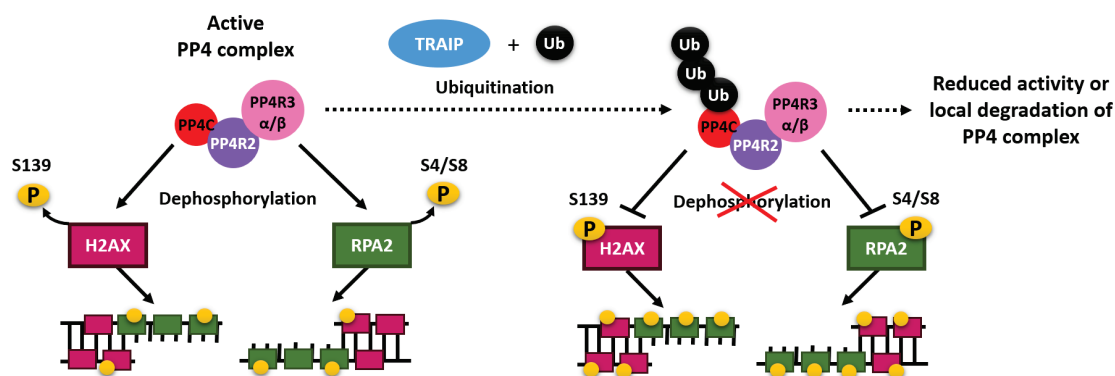 Active
PP4 complex
TRAIP
+
Ub
Ubiquitination
PP4C
PP4R2
PP4R3
α/β
S139
P
Dephosphorylation
S4/S8
P
H2AX
RPA2
Ub
Ub
Ub
PP4C
PP4R2
PP4R3
α/β
Reduced activity or
local degradation of
PP4 complex
S139
P
Dephosphorylation
S4/S8
P
H2AX
RPA2